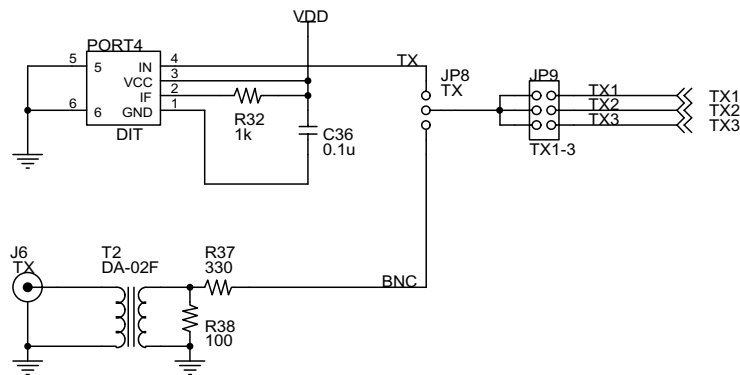 VDD
PORT4
5 5 IN 4 TX
VCC 3
IF 2
6 6 GND 1
DIT
R32
1k
C36
0.1u
JP8
TX
JP9
TX1 TX1
TX2 TX2
TX3 TX3
TX1-3
J6
TX
T2
DA-02F
R37
330
BNC
R38
100